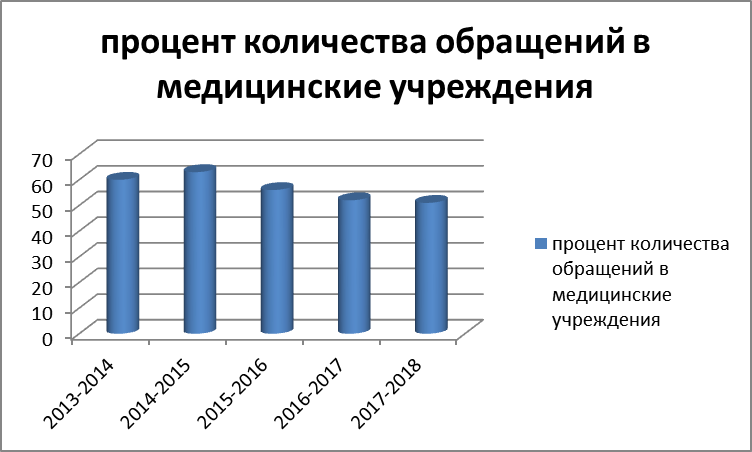 процент количества обращений в
медицинские учреждения
70
60
50
40
30
20
10
0
2013-2014
2014-2015
2015-2016
2016-2017
2017-2018
процент количества
обращений в
медицинские
учреждения